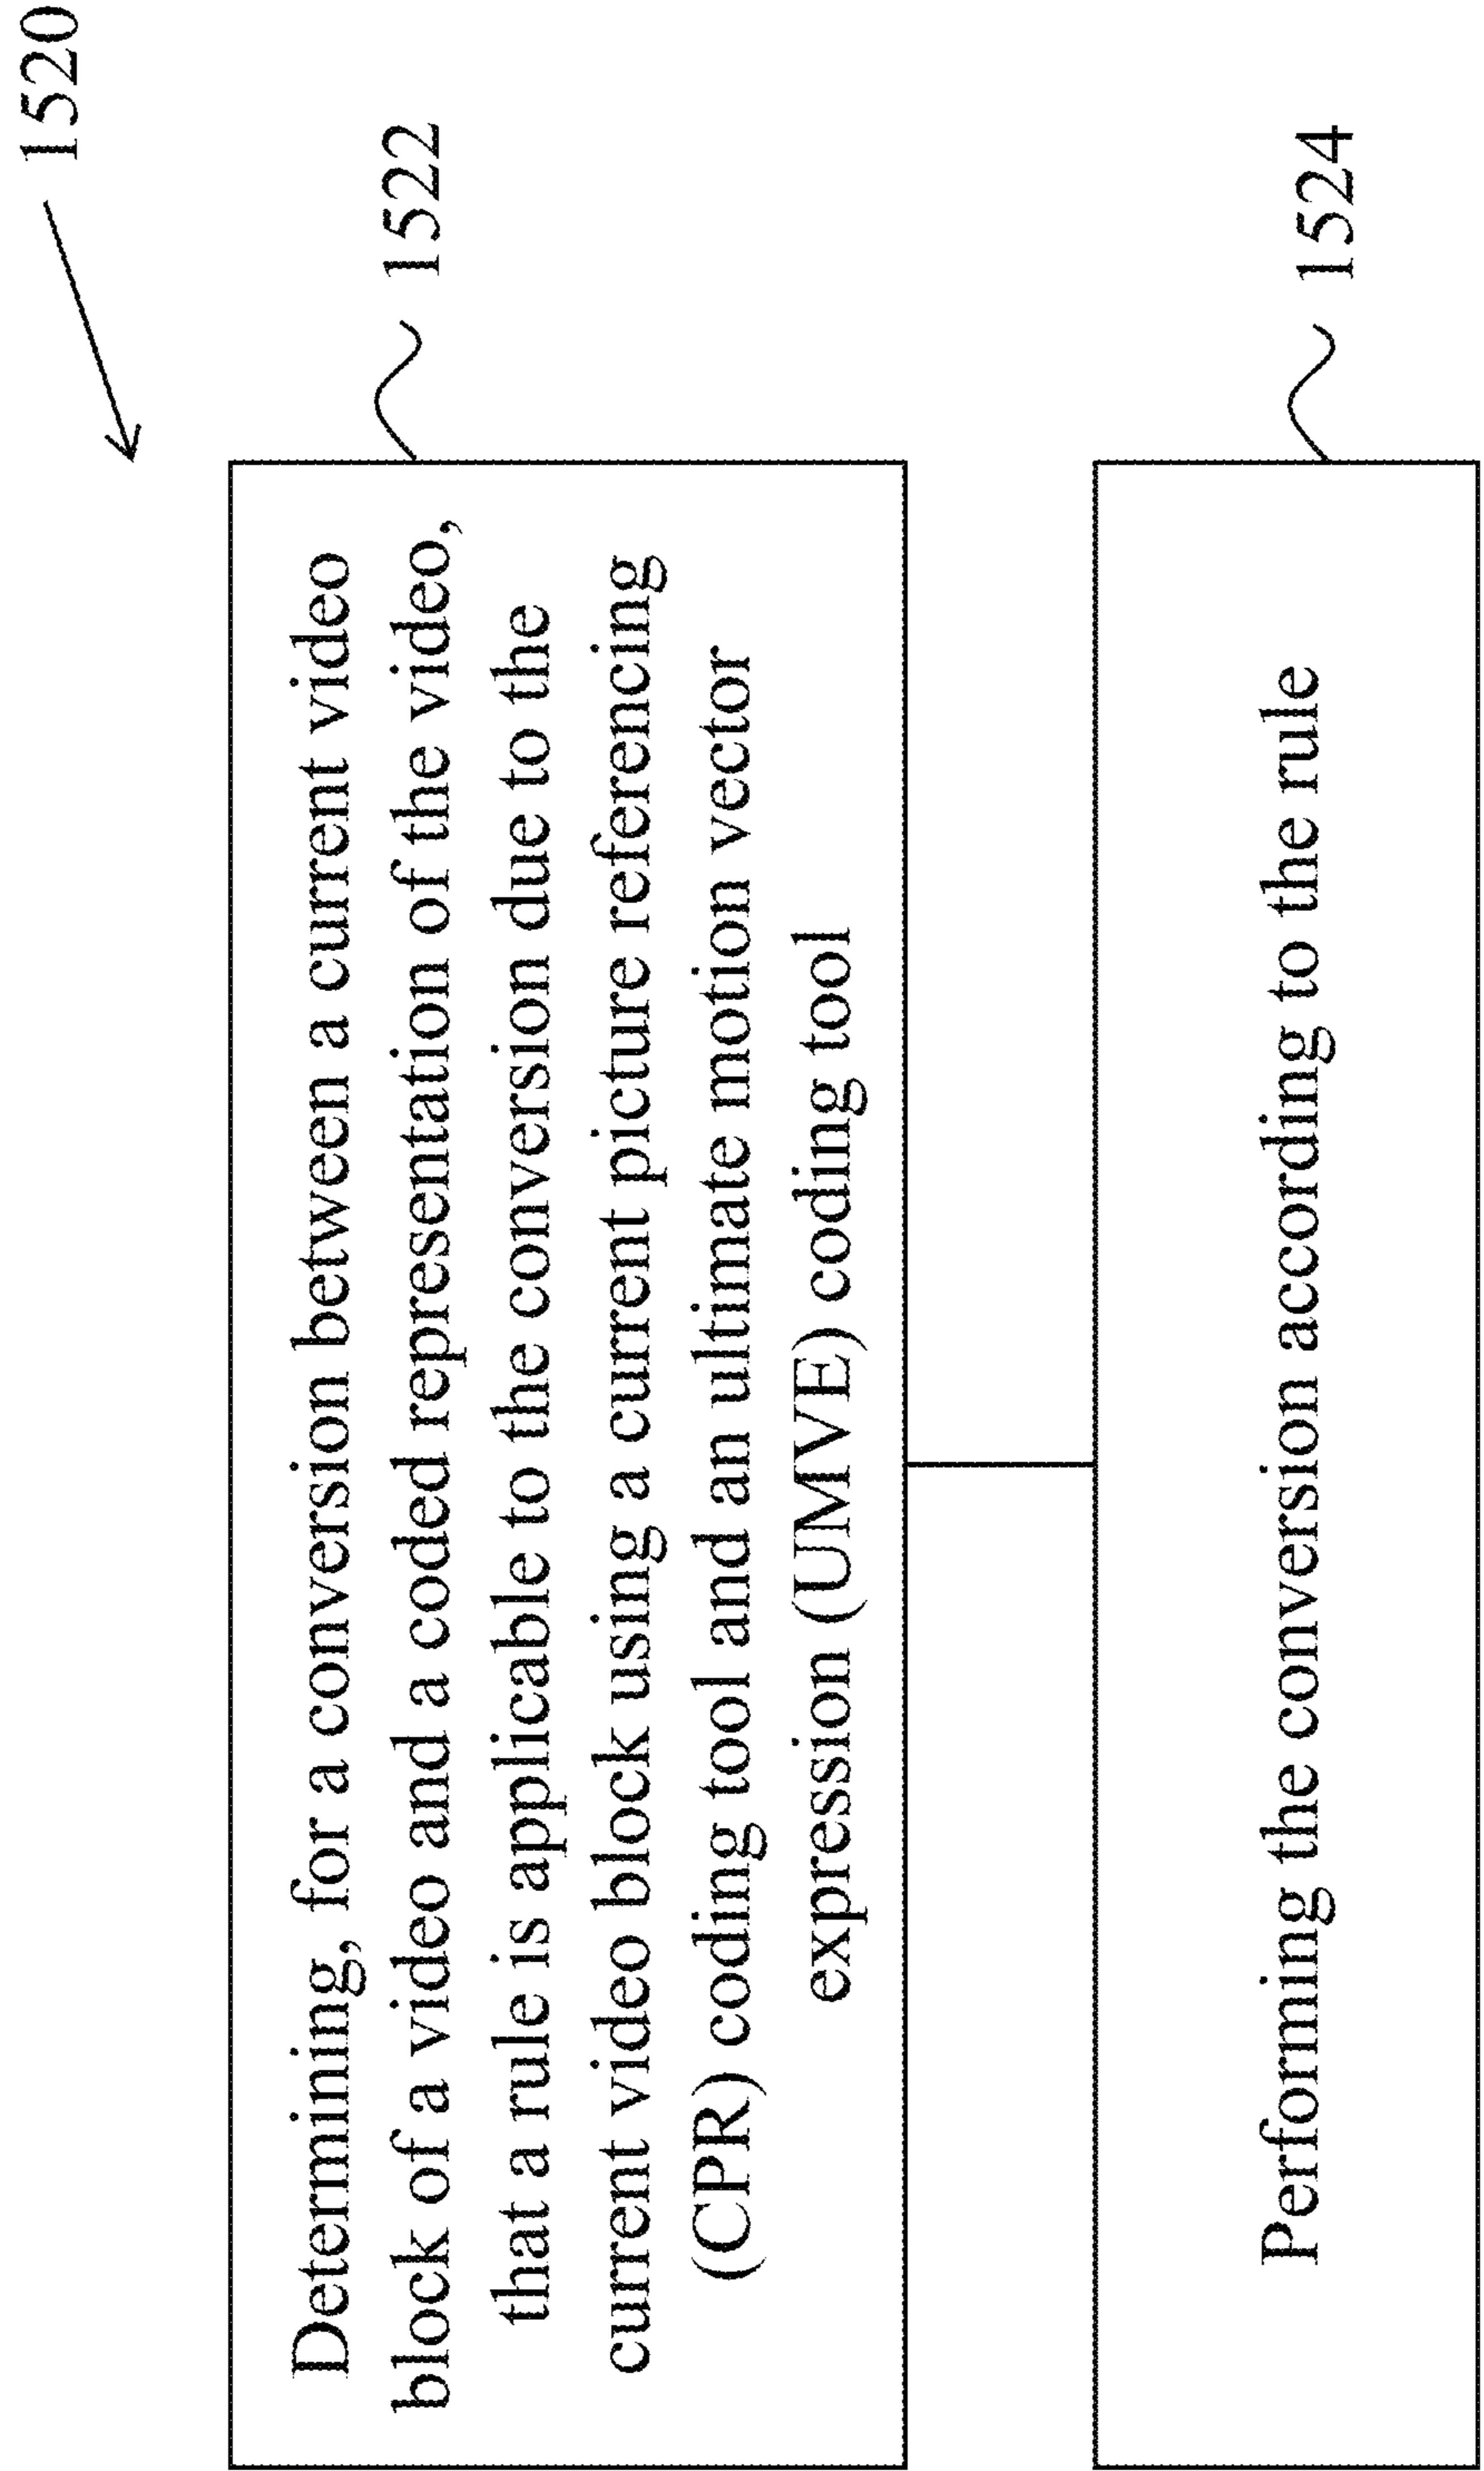 1520
Determining, for a conversion between a current video
block of a video and a coded representation of the video,
that a rule is applicable to the conversion due to the
current video block using a current picture referencing
(CPR) coding tool and an ultimate motion vector
expression (UMVE) coding tool
1522
Performing the conversion according to the rule
1524